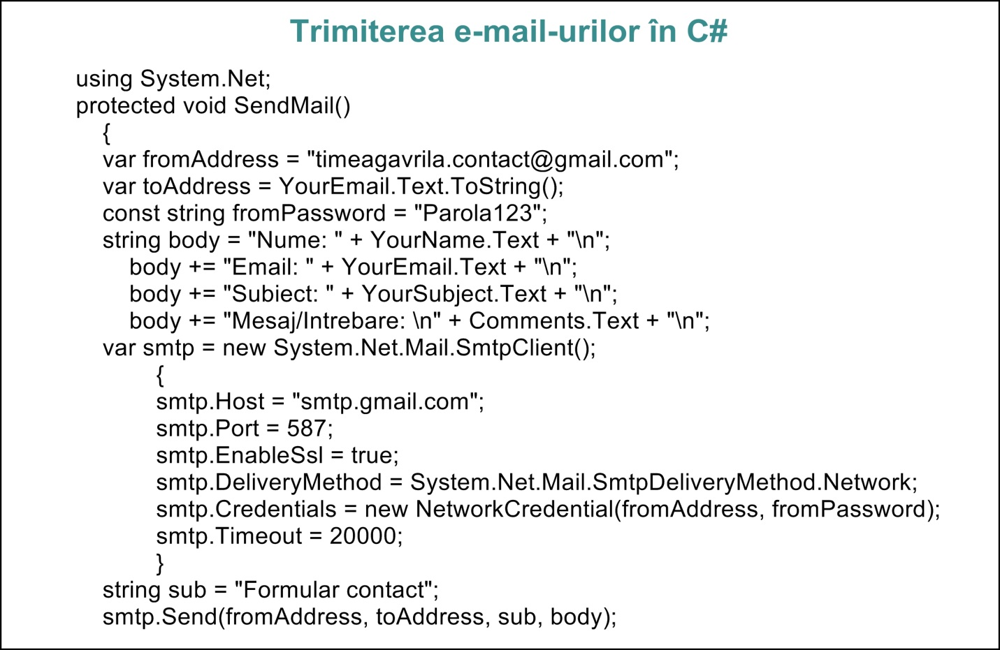 Trimiterea e-mail-urilor în C#
using System.Net;
protected void SendMail()
{
var fromAddress = "timeagavrila.contact@gmail.com";
var toAddress = YourEmail.Text.ToString();
const string fromPassword = "Parola123";
string body = "Nume: " + YourName.Text + "\n";
body += "Email: " + YourEmail.Text + "\n";
body += "Subiect: " + YourSubject.Text + "\n";
body += "Mesaj/Intrebare: \n" + Comments.Text + "\n";
var smtp = new System.Net.Mail.SmtpClient();
{
smtp.Host = "smtp.gmail.com";
smtp.Port = 587;
smtp.EnableSsl = true;
smtp.DeliveryMethod = System.Net.Mail.SmtpDeliveryMethod.Network;
smtp.Credentials = new NetworkCredential(fromAddress, fromPassword);
smtp.Timeout = 20000;
}
string sub = "Formular contact";
smtp.Send(fromAddress, toAddress, sub, body);